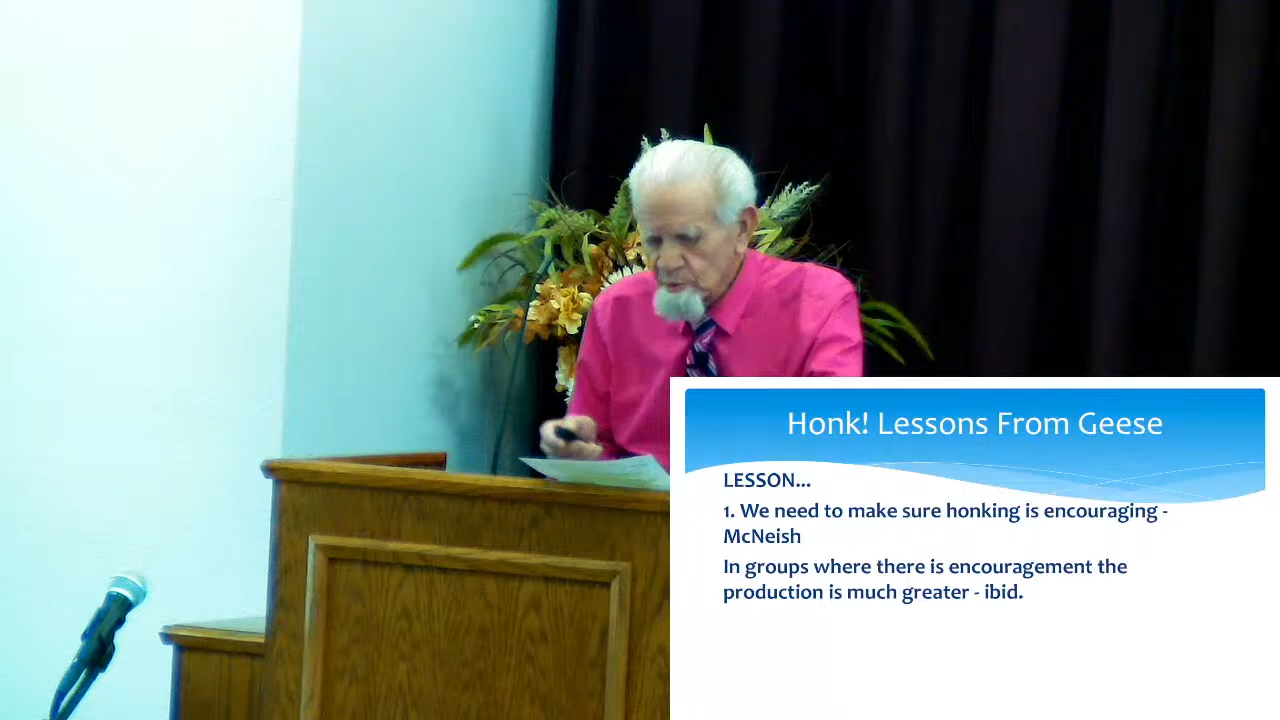 Honk! Lessons From Geese
LESSON...
1. We need to make sure honking is encouraging -
McNeish
In groups where there is encouragement the
production is much greater - ibid.